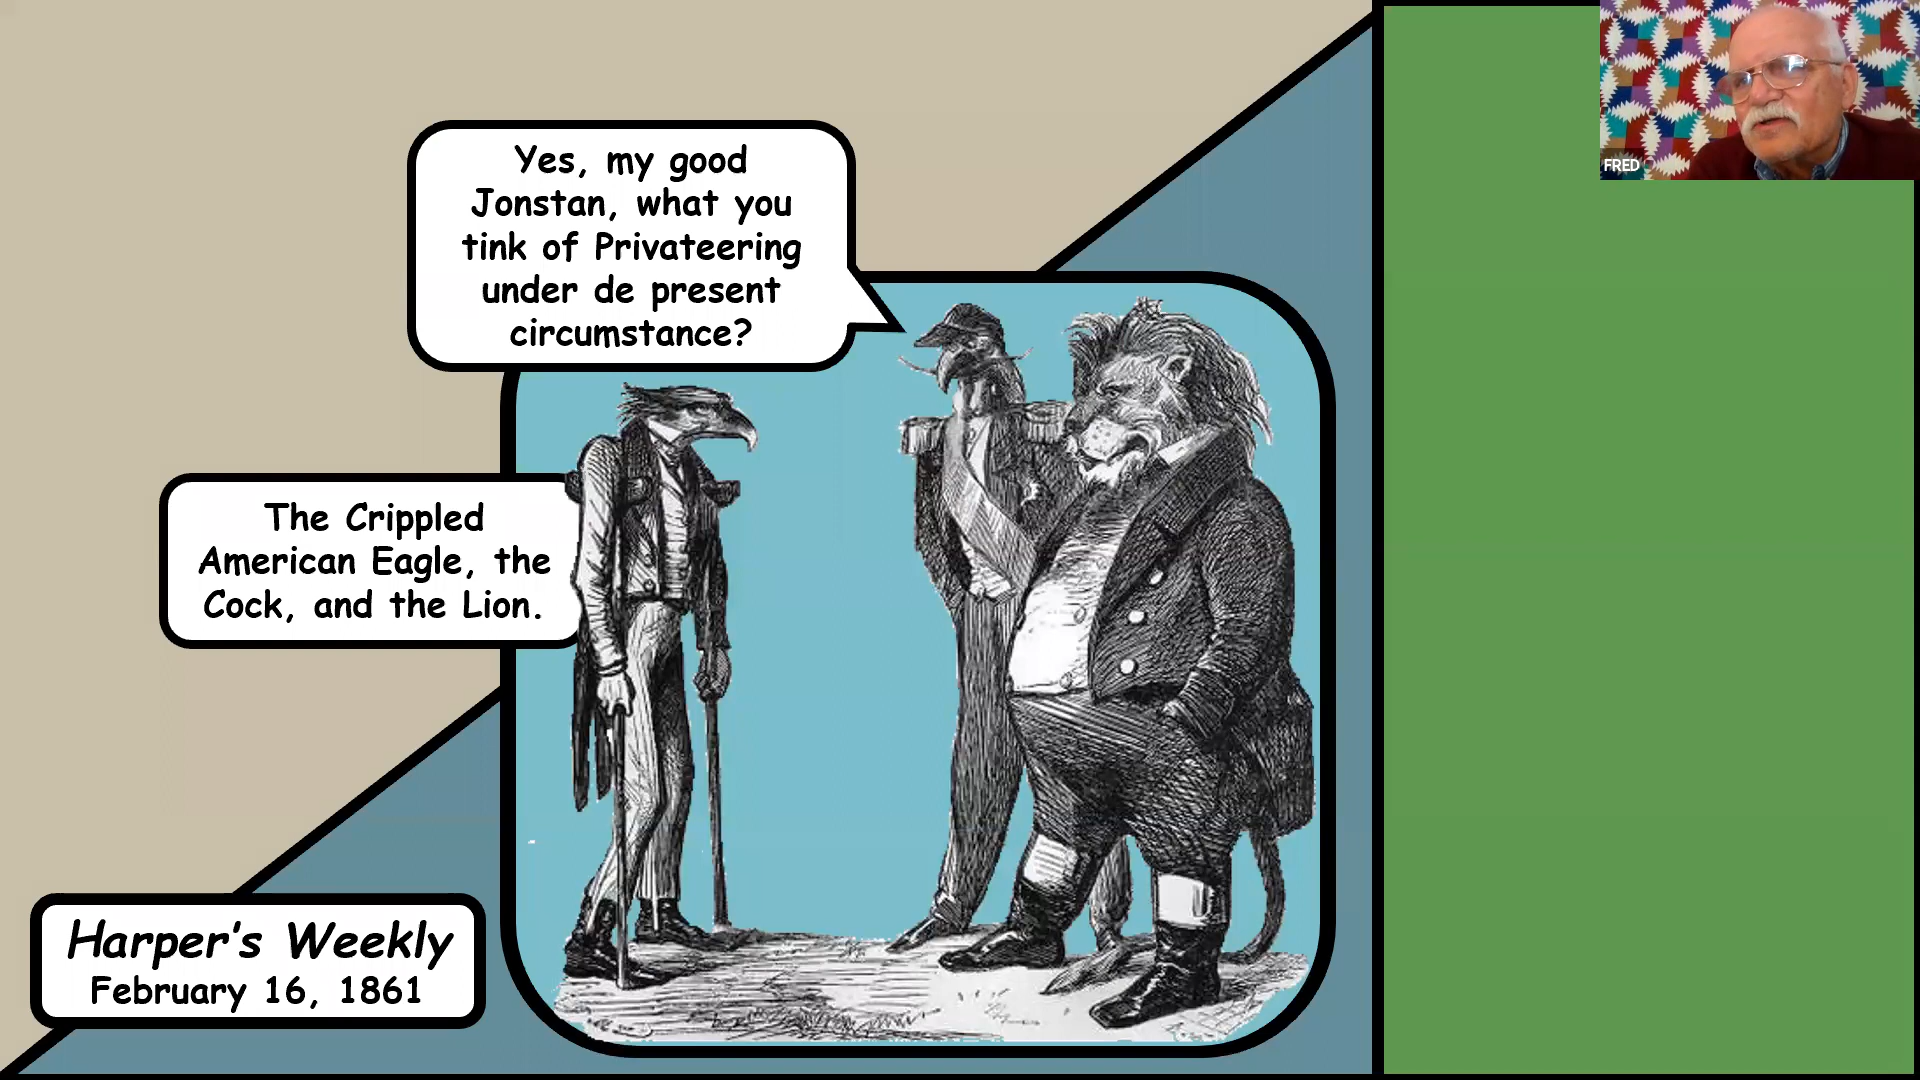 Yes, my good
Jonstan, what you
tink of Privateering
under de present
circumstance?
The Crippled
American Eagle, the
Cock, and the Lion.
Harper's Weekly
February 16, 1861
FRED